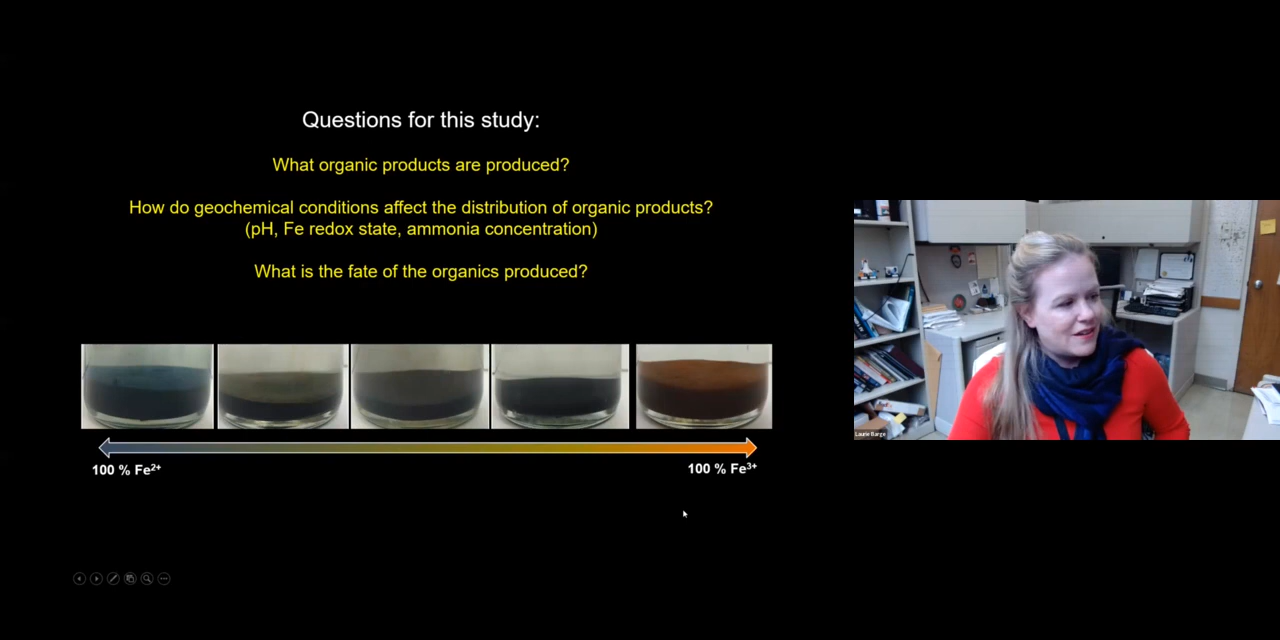 Questions for this study:
What organic products are produced?
How do geochemical conditions affect the distribution of organic products?
(pH, Fe redox state, ammonia concentration)
What is the fate of the organics produced?
100 % Fe²⁺
100 % Fe³⁺
Laurie Barge